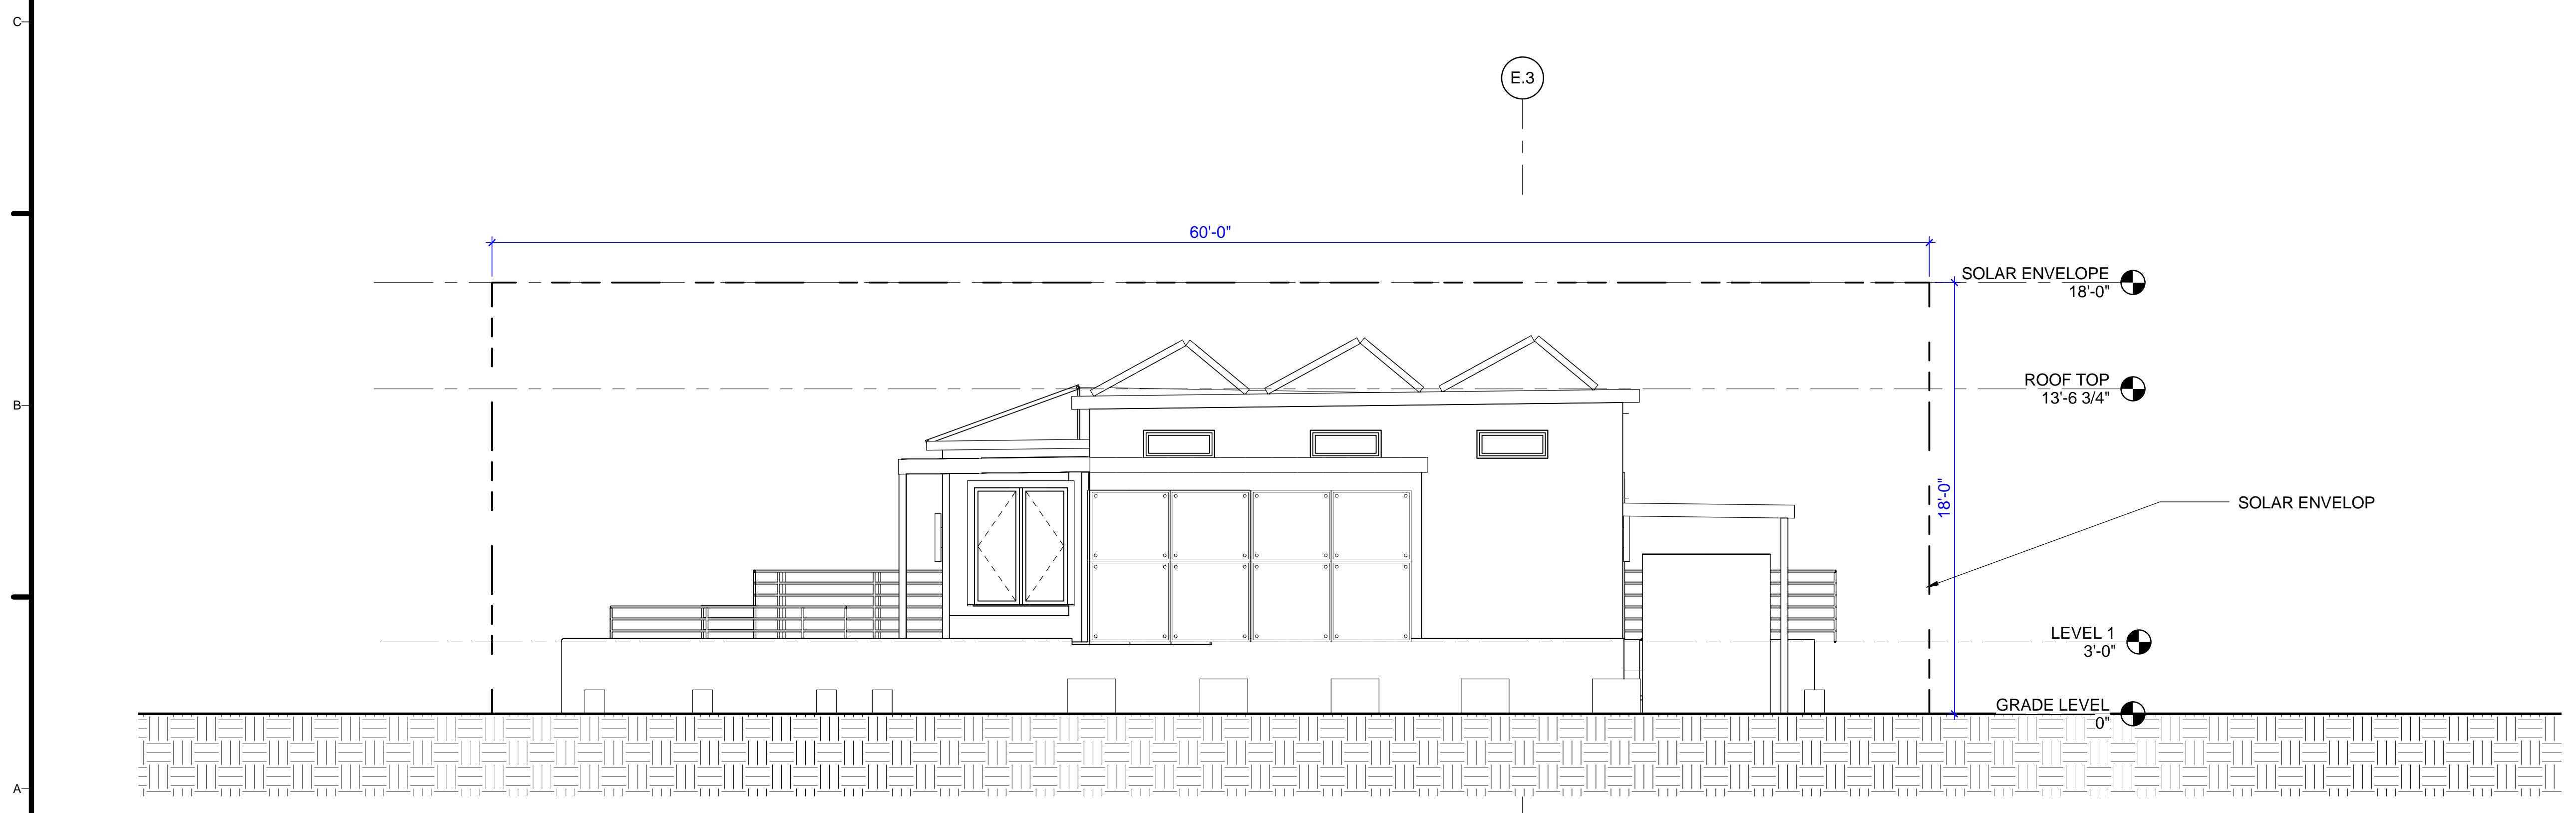 C
E.3
60'-0"
SOLAR ENVELOPE
18'-0"
ROOF TOP
13'-6 3/4"
B
18'-0"
SOLAR ENVELOP
LEVEL 1
3'-0"
GRADE LEVEL
0"
A